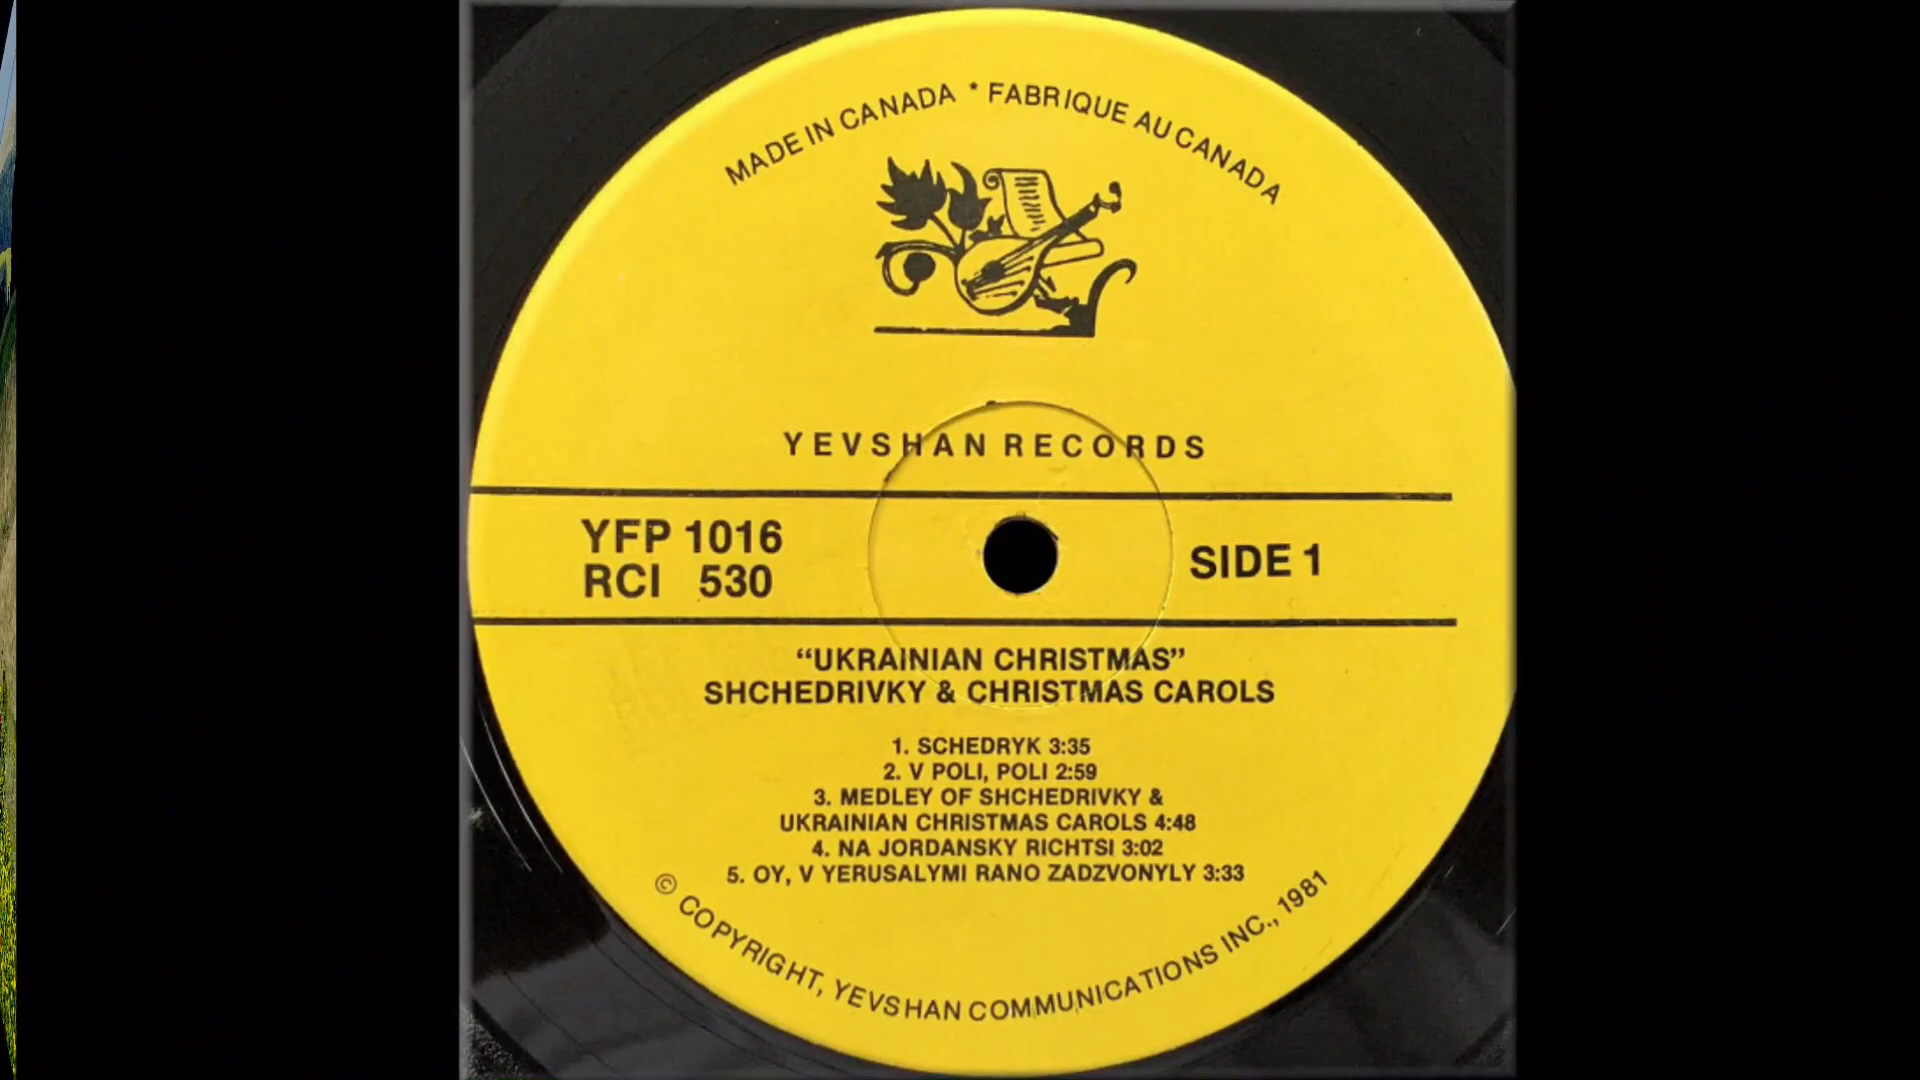 MADE IN CANADA * FABRIQUE AU CANADA
YEVSHAN RECORDS
YFP 1016
RCI 530
SIDE 1
“UKRAINIAN CHRISTMAS”
SHCHEDRIVKY & CHRISTMAS CAROLS
1. SCHEDRYK 3:35
2. V POLI, POLI 2:59
3. MEDLEY OF SHCHEDRIVKY &
UKRAINIAN CHRISTMAS CAROLS 4:48
4. NA JORDANSKY RICHTSI 3:02
5. OY, V YERUSALYMI RANO ZADZVONYLY 3:33
© COPYRIGHT, YEVSHAN COMMUNICATIONS INC., 1981